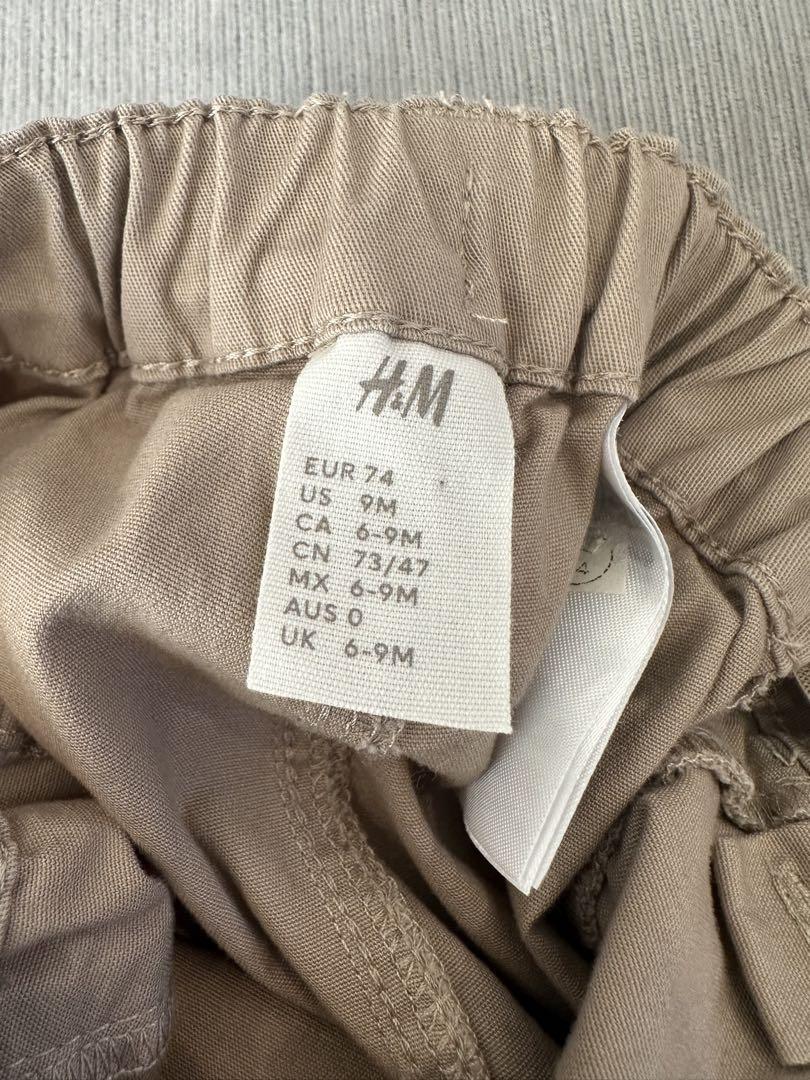 H&M
EUR 74
US 9M
CA 6-9M
CN 73/47
MX 6-9M
AUS 0
UK 6-9M